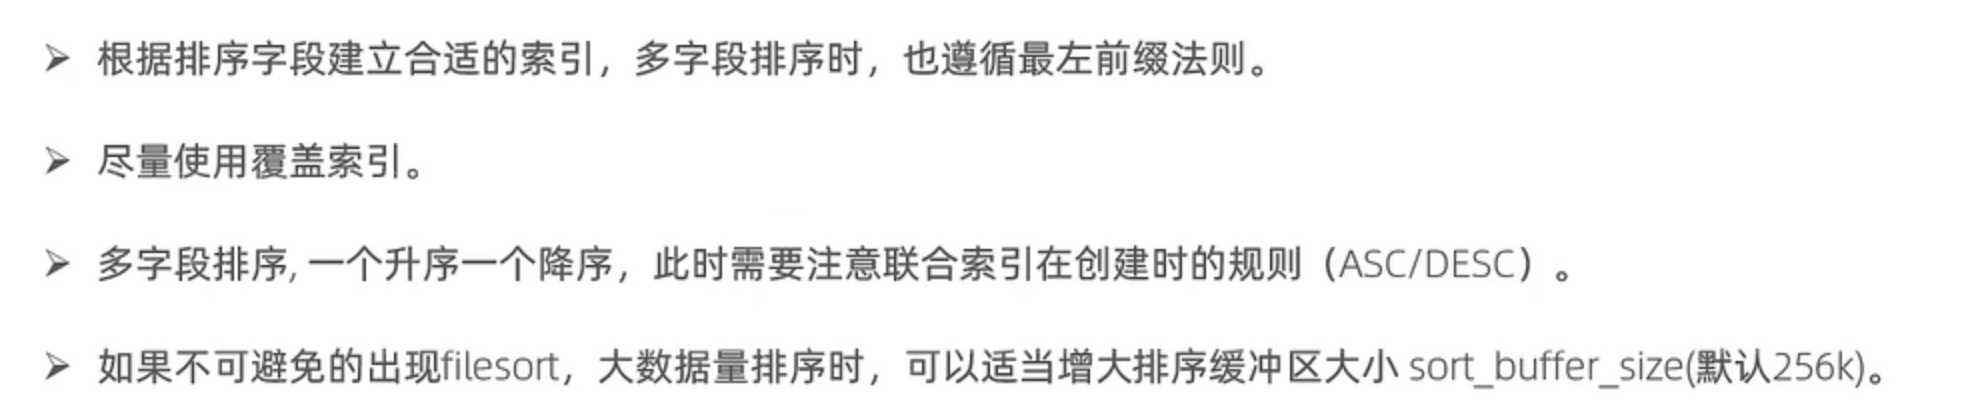 ➢ 根据排序字段建立合适的索引，多字段排序时，也遵循最左前缀法则。
➢ 尽量使用覆盖索引。
➢ 多字段排序, 一个升序一个降序，此时需要注意联合索引在创建时的规则（ASC/DESC）。
➢ 如果不可避免的出现filesort，大数据量排序时，可以适当增大排序缓冲区大小 sort_buffer_size(默认256k)。